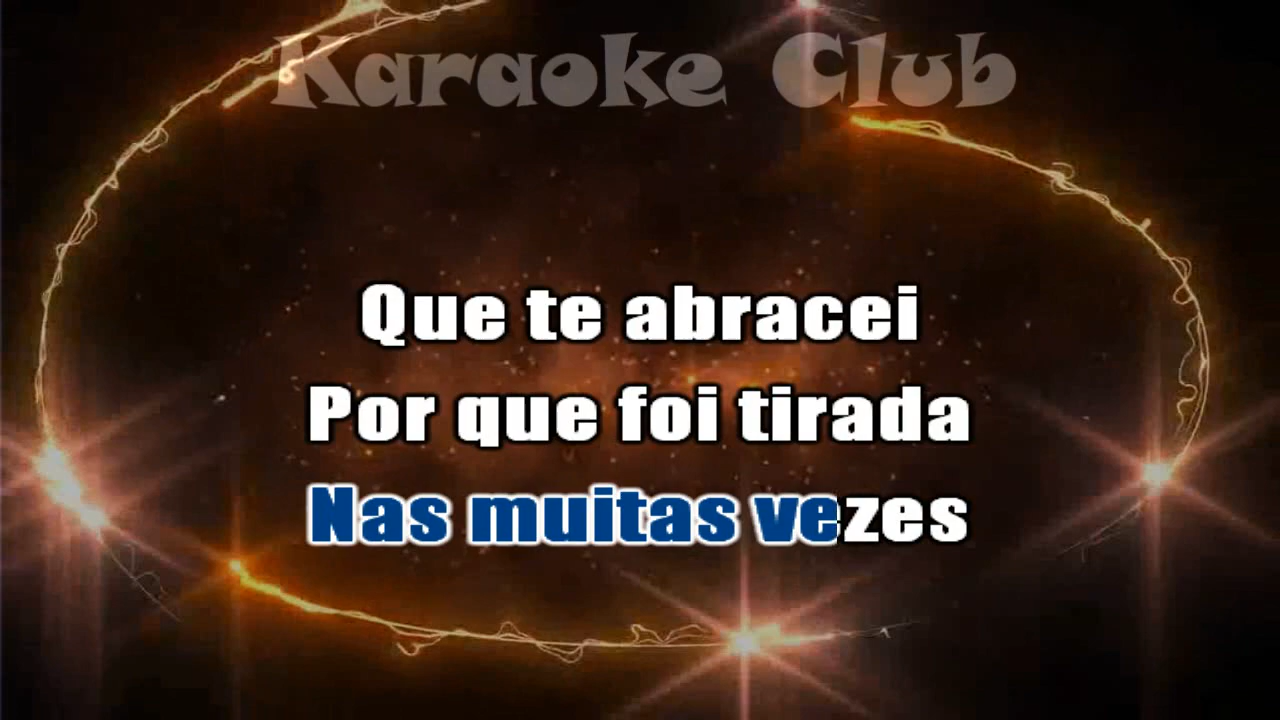 Karaoke Club
Que te abracei
Por que foi tirada
Nas muitas vezes